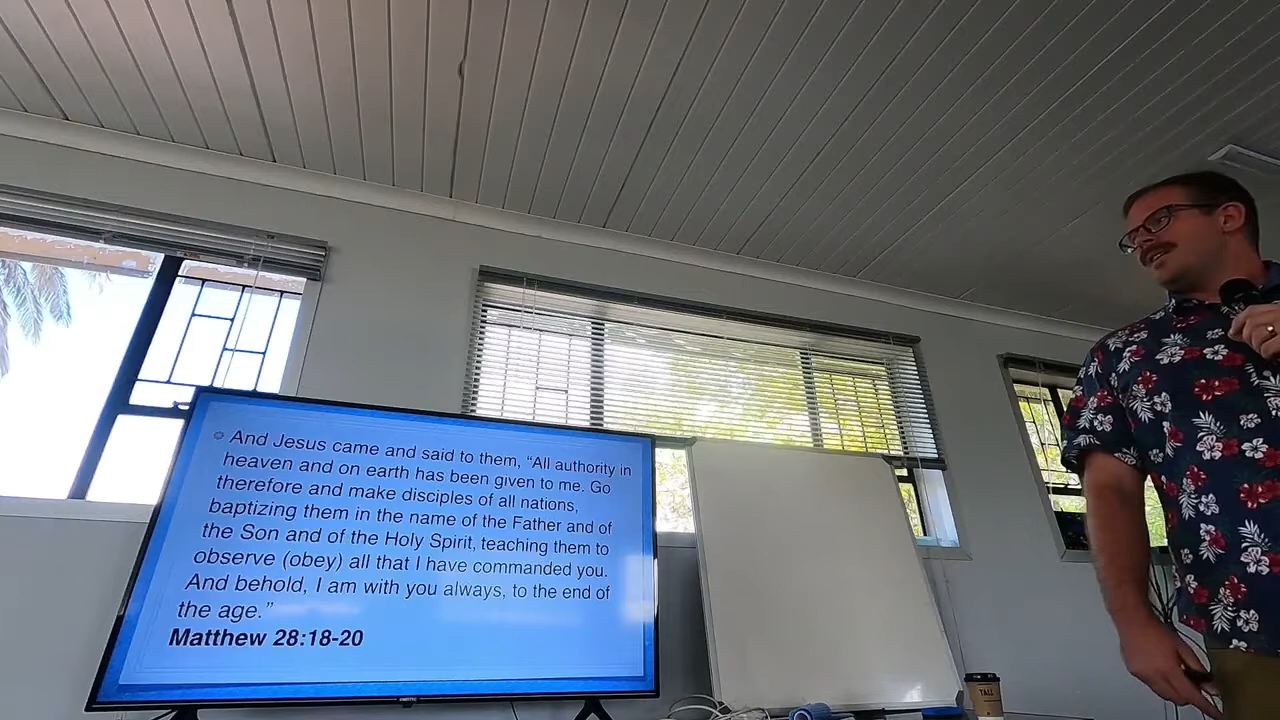 And Jesus came and said to them, “All authority in
heaven and on earth has been given to me. Go
therefore and make disciples of all nations,
baptizing them in the name of the Father and of
the Son and of the Holy Spirit, teaching them to
observe (obey) all that I have commanded you.
And behold, I am with you always, to the end of
the age.”
Matthew 28:18-20
TALL